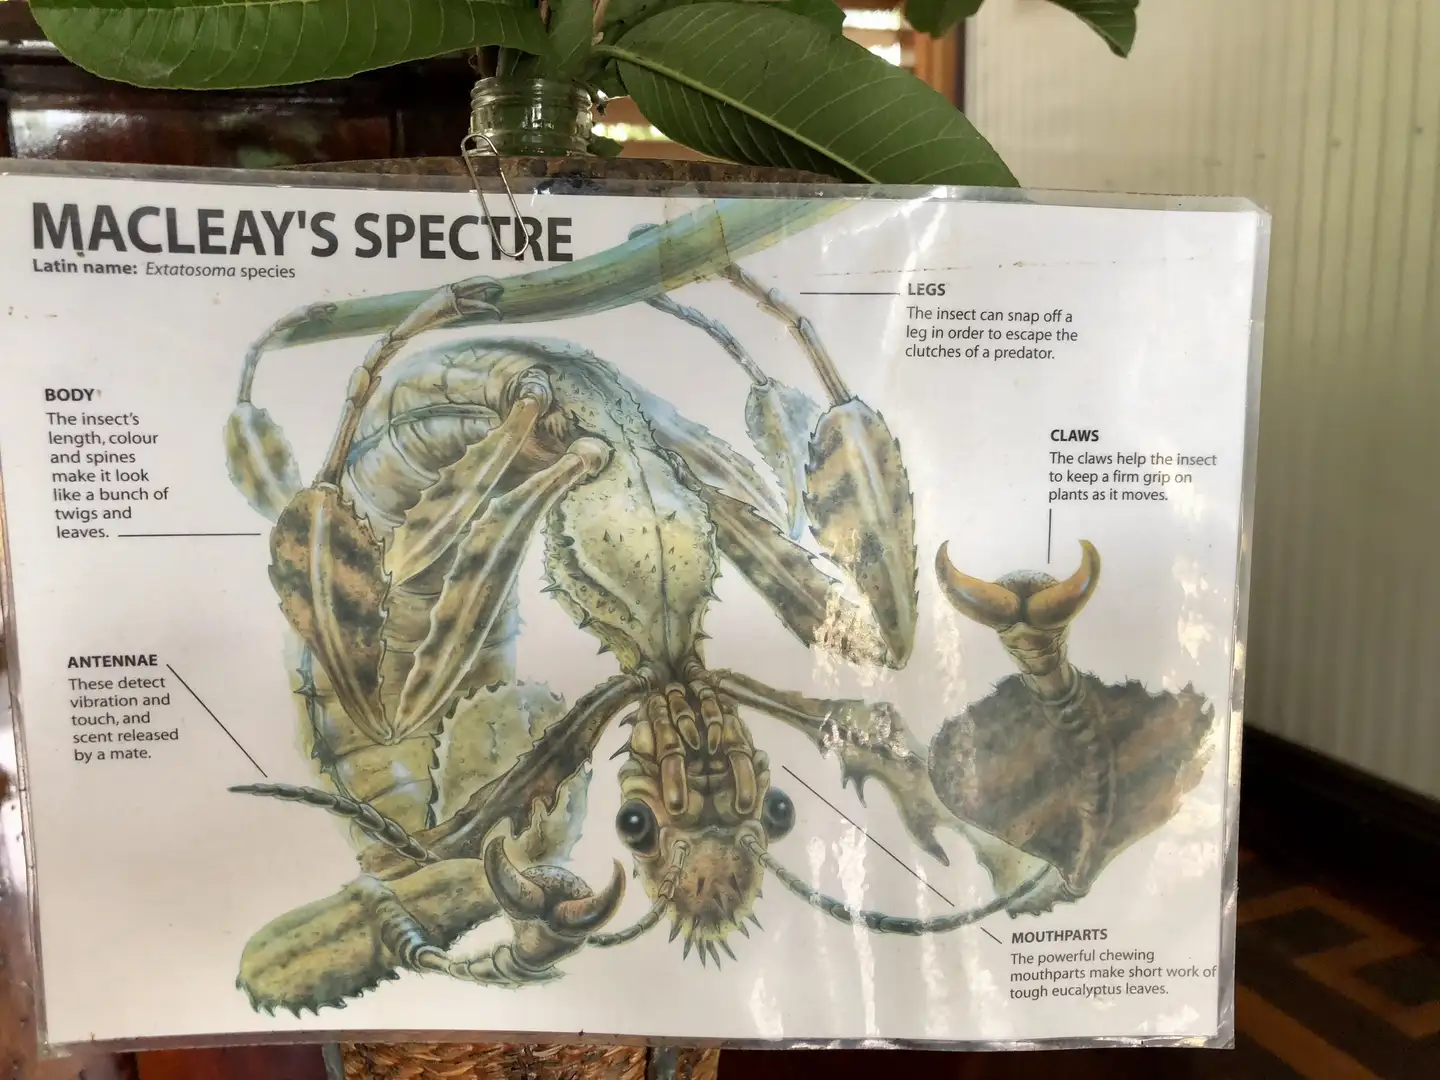 MACLEAY'S SPECTRE
Latin name: Extatosoma species
LEGS
The insect can snap off a
leg in order to escape the
clutches of a predator.
BODY
The insect's
length, colour
and spines
make it look
like a bunch of
twigs and
leaves.
CLAWS
The claws help the insect
to keep a firm grip on
plants as it moves.
ANTENNAE
These detect
vibration and
touch, and
scent released
by a mate.
MOUTHPARTS
The powerful chewing
mouthparts make short work of
tough eucalyptus leaves.